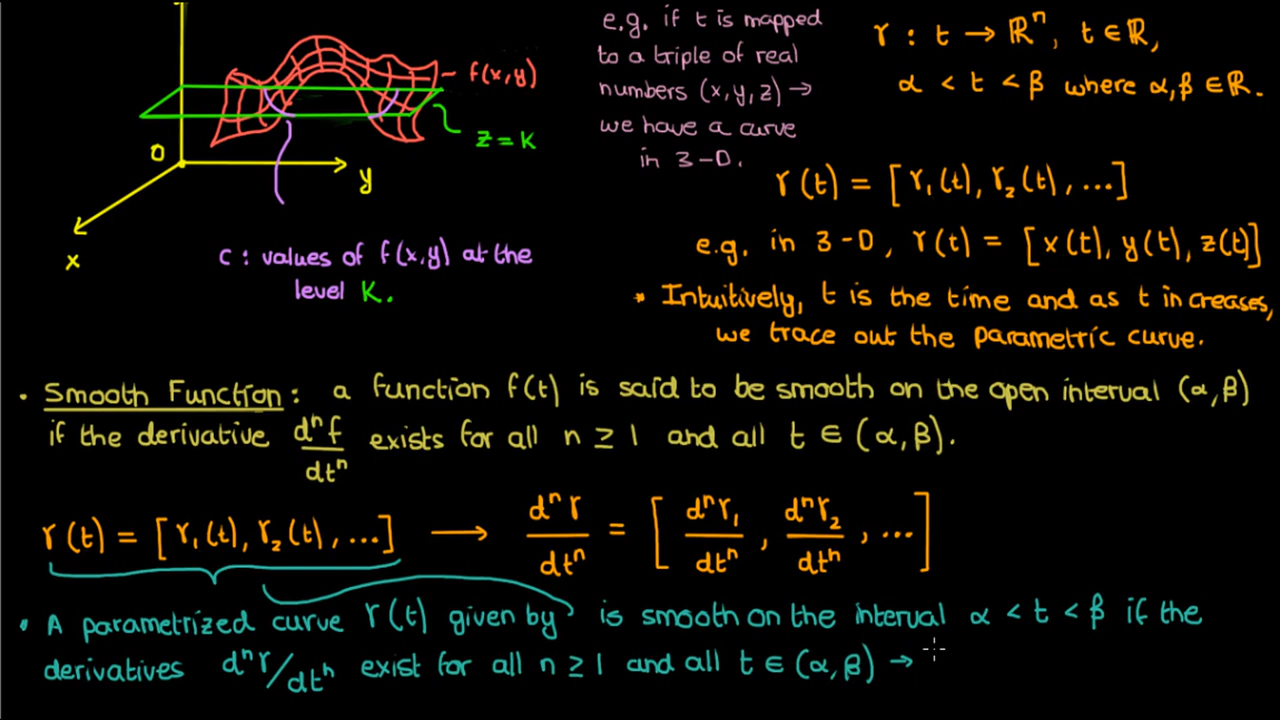 f(x,y)
z = K
O
y
x
C : values of f(x,y) at the
level K.
e.g. if t is mapped
to a triple of real
numbers (x,y,z) →
we have a curve
in 3-D.
r : t → ℝⁿ, t ∈ ℝ,
α < t < β where α,β ∈ ℝ.
r(t) = [r₁(t), r₂(t), ...]
e.g. in 3-D, r(t) = [x(t), y(t), z(t)]
* Intuitively, t is the time and as t increases,
we trace out the parametric curve.
• Smooth Function: a function f(t) is said to be smooth on the open interval (α,β)
if the derivative dⁿf/dtⁿ exists for all n ≥ 1 and all t ∈ (α,β).
r(t) = [r₁(t), r₂(t), ...] → dⁿr/dtⁿ = [dⁿr₁/dtⁿ, dⁿr₂/dtⁿ, ...]
• A parametrized curve r(t) given by is smooth on the interval α < t < β if the
derivatives dⁿr/dtⁿ exist for all n ≥ 1 and all t ∈ (α,β) →